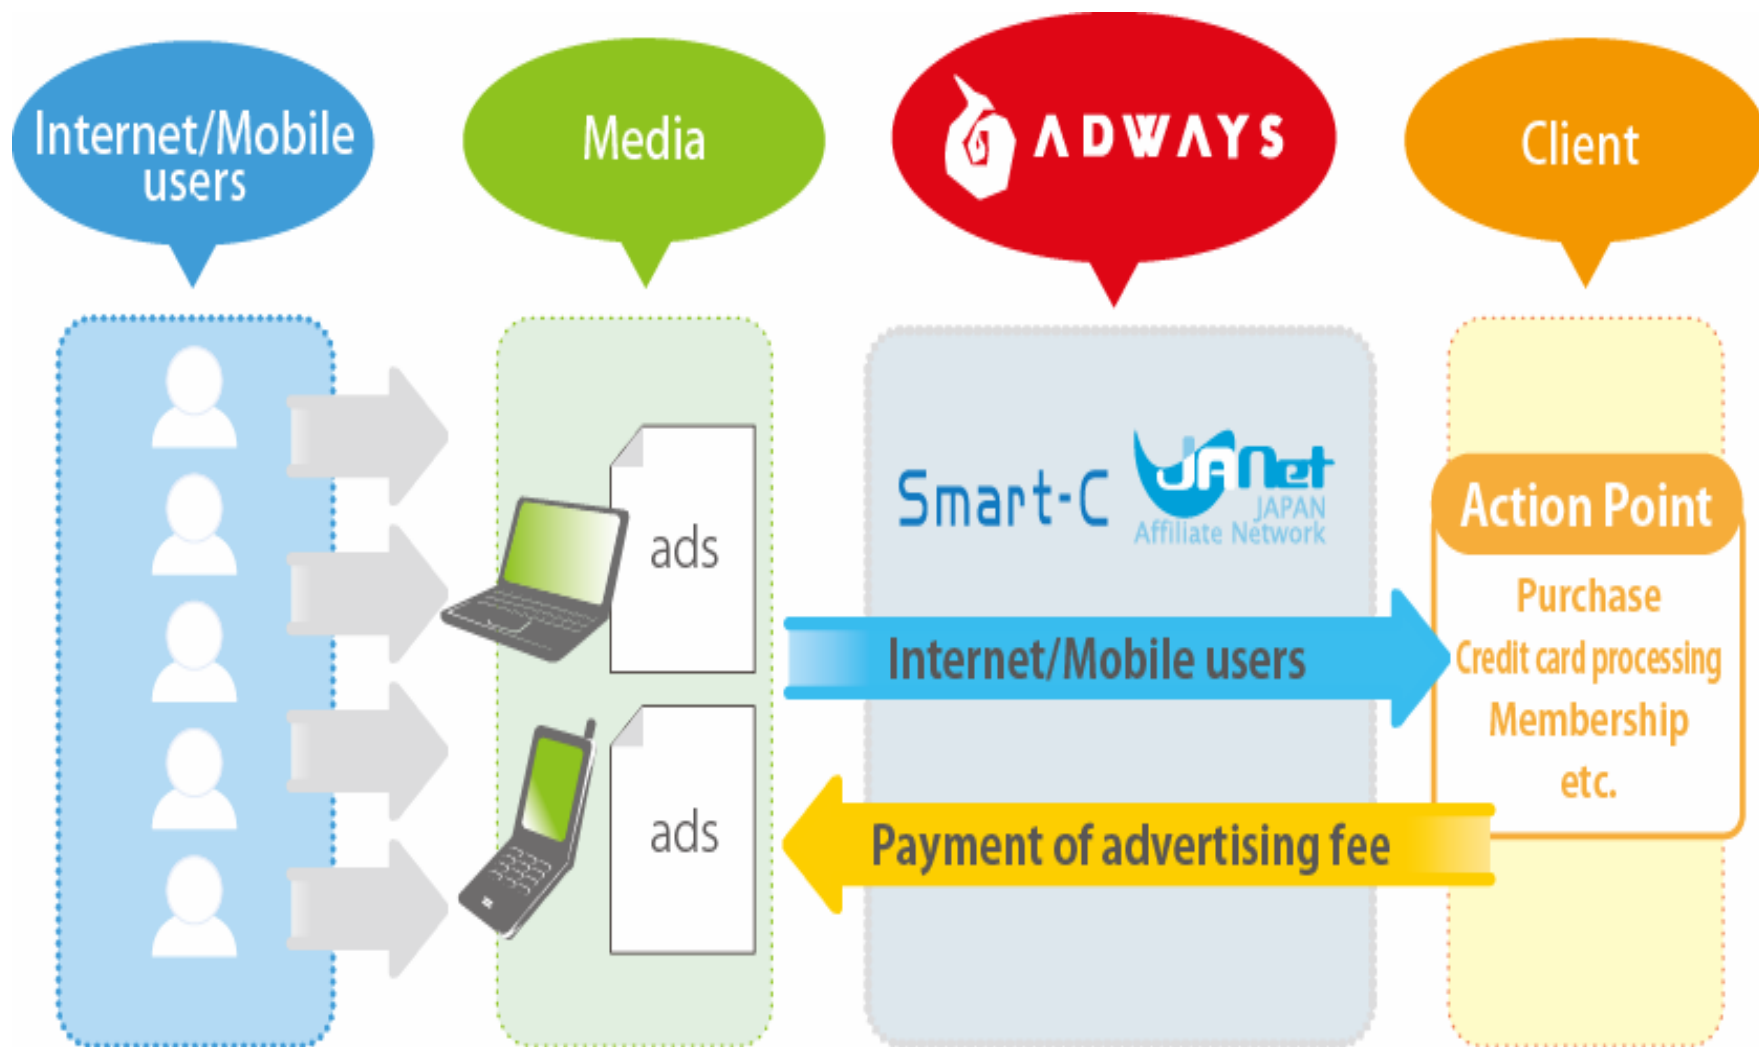 Internet/Mobile
users
Media
ADWAYS
Client
ads
ads
Smart-C
JANet
JAPAN
Affiliate Network
Internet/Mobile users
Payment of advertising fee
Action Point
Purchase
Credit card processing
Membership
etc.